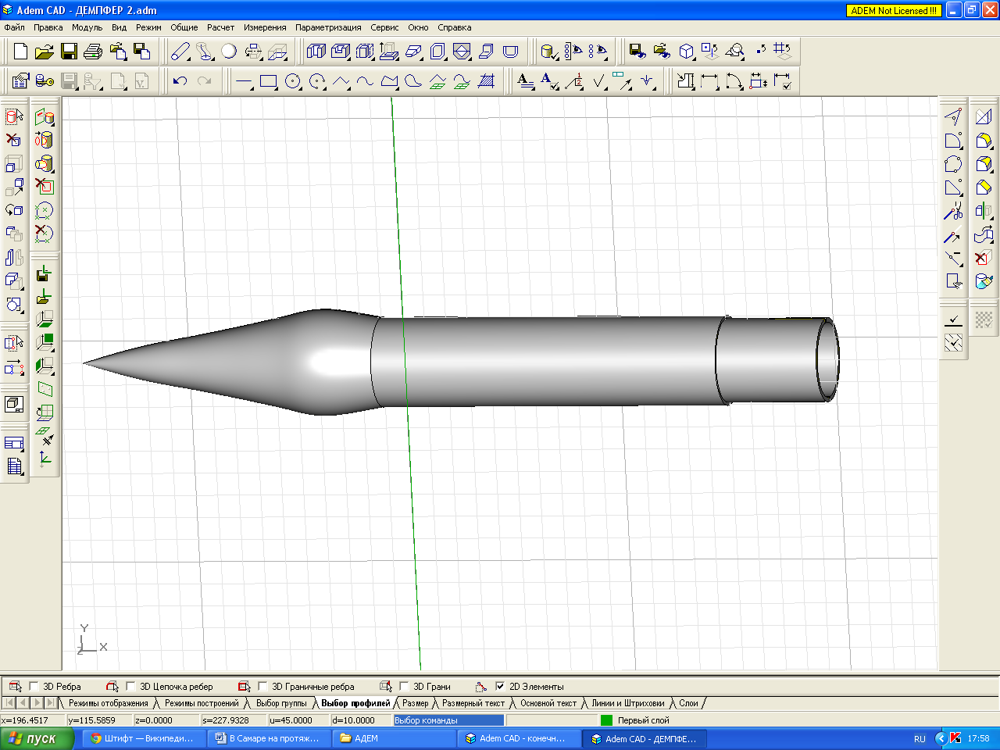 Adem CAD - ДЕМПФЕР 2.adm
ADEM Not Licensed !!!
Файл Правка Модуль Вид Режим Общие Расчет Измерения Параметризация Сервис Окно Справка
Y
Z X
3D Ребра 3D Цепочка ребер 3D Граничные ребра 3D Грани 2D Элементы
Режимы отображения Режимы построений Выбор группы Выбор профилей Размер Размерный текст Основной текст Линии и Штриховки Слои
x=196.4517 y=115.5859 z=0.0000 s=227.9328 u=45.0000 d=10.0000 Выбор команды Первый слой
пуск Штифт — Википеди... В Самаре на протяж... АДЕМ Adem CAD - конечн... Adem CAD - ДЕМПФЕ... RU 17:58